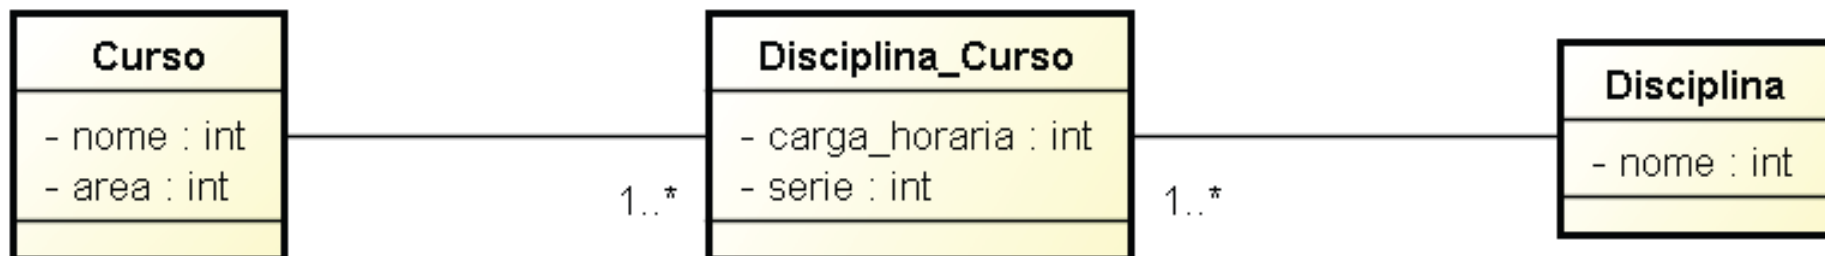 Curso
- nome : int
- area : int
1..*
Disciplina_Curso
- carga_horaria : int
- serie : int
1..*
Disciplina
- nome : int